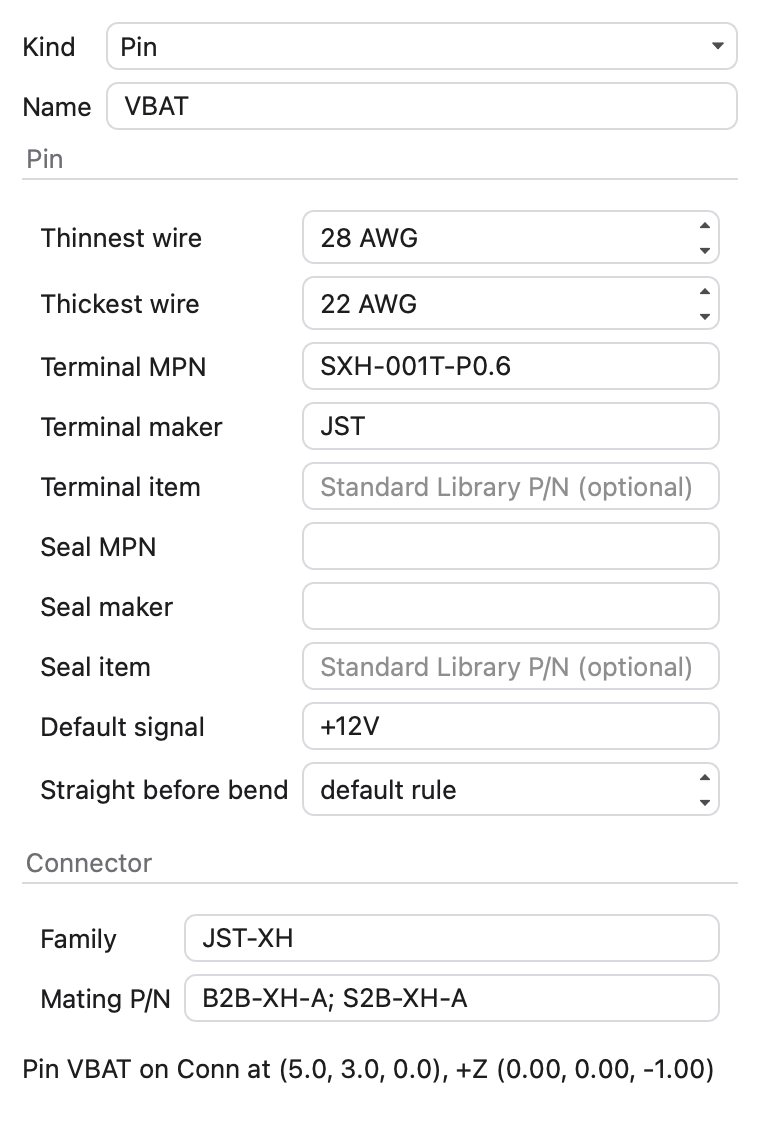 Kind Pin
Name VBAT
Pin
Thinnest wire 28 AWG
Thickest wire 22 AWG
Terminal MPN SXH-001T-P0.6
Terminal maker JST
Terminal item Standard Library P/N (optional)
Seal MPN
Seal maker
Seal item Standard Library P/N (optional)
Default signal +12V
Straight before bend default rule
Connector
Family JST-XH
Mating P/N B2B-XH-A; S2B-XH-A
Pin VBAT on Conn at (5.0, 3.0, 0.0), +Z (0.00, 0.00, -1.00)